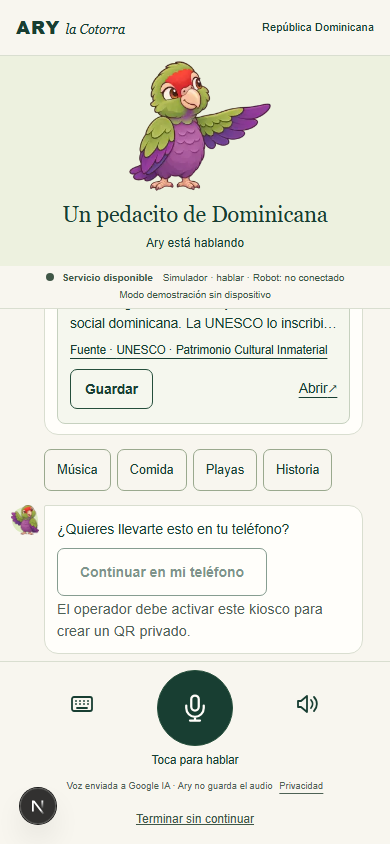 ARY la Cotorra
República Dominicana
Un pedacito de Dominicana
Ary está hablando
Servicio disponible Simulador · hablar · Robot: no conectado
Modo demostración sin dispositivo
social dominicana. La UNESCO lo inscribi...
Fuente · UNESCO · Patrimonio Cultural Inmaterial
Guardar
Abrir↗
Música
Comida
Playas
Historia
¿Quieres llevarte esto en tu teléfono?
Continuar en mi teléfono
El operador debe activar este kiosco para
crear un QR privado.
Toca para hablar
Voz enviada a Google IA · Ary no guarda el audio Privacidad
N
Terminar sin continuar